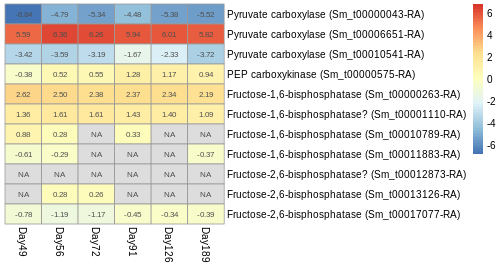 -6.64 -4.79 -5.34 -4.48 -5.38 -5.52 Pyruvate carboxylase (Sm_t00000043-RA)
5.59 6.36 6.25 5.94 6.01 5.82 Pyruvate carboxylase (Sm_t00006651-RA)
-3.42 -3.59 -3.19 -1.67 -2.33 -3.72 Pyruvate carboxylase (Sm_t00010541-RA)
-0.38 0.52 0.55 1.28 1.17 0.94 PEP carboxykinase (Sm_t00000575-RA)
2.62 2.50 2.38 2.37 2.34 2.19 Fructose-1,6-bisphosphatase (Sm_t00000263-RA)
1.36 1.61 1.61 1.43 1.40 1.09 Fructose-1,6-bisphosphatase? (Sm_t00001110-RA)
0.88 0.28 NA 0.33 NA NA Fructose-1,6-bisphosphatase (Sm_t00010789-RA)
-0.61 -0.29 NA NA NA -0.37 Fructose-1,6-bisphosphatase (Sm_t00011883-RA)
NA NA NA NA NA NA Fructose-2,6-bisphosphatase? (Sm_t00012873-RA)
NA 0.28 0.26 NA NA NA Fructose-2,6-bisphosphatase (Sm_t00013126-RA)
-0.78 -1.19 -1.17 -0.45 -0.34 -0.39 Fructose-2,6-bisphosphatase (Sm_t00017077-RA)
Day49 Day56 Day72 Day91 Day126 Day189
6
4
2
0
-2
-4
-6